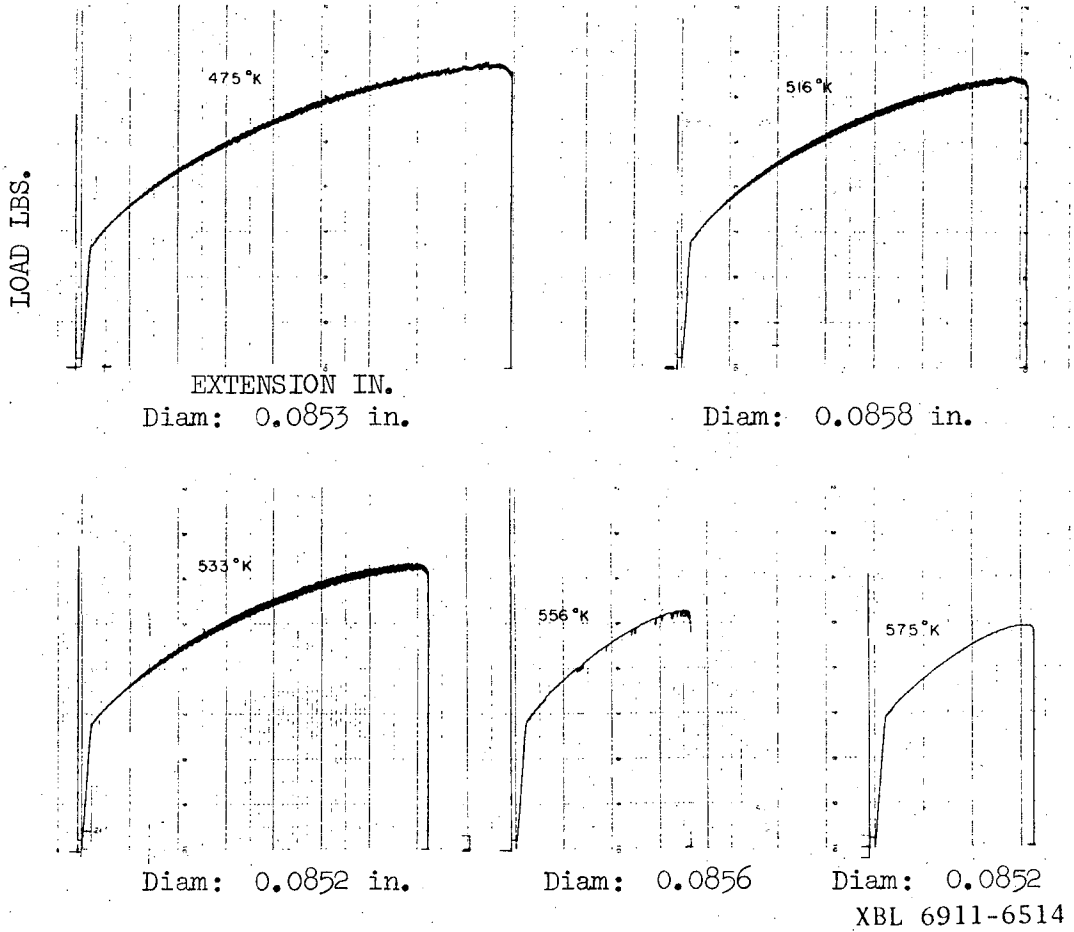 475°K
516°K
LOAD LBS.
EXTENSION IN.
Diam: 0.0853 in.
Diam: 0.0858 in.
533°K
556°K
575°K
Diam: 0.0852 in.
Diam: 0.0856
Diam: 0.0852
XBL 6911-6514